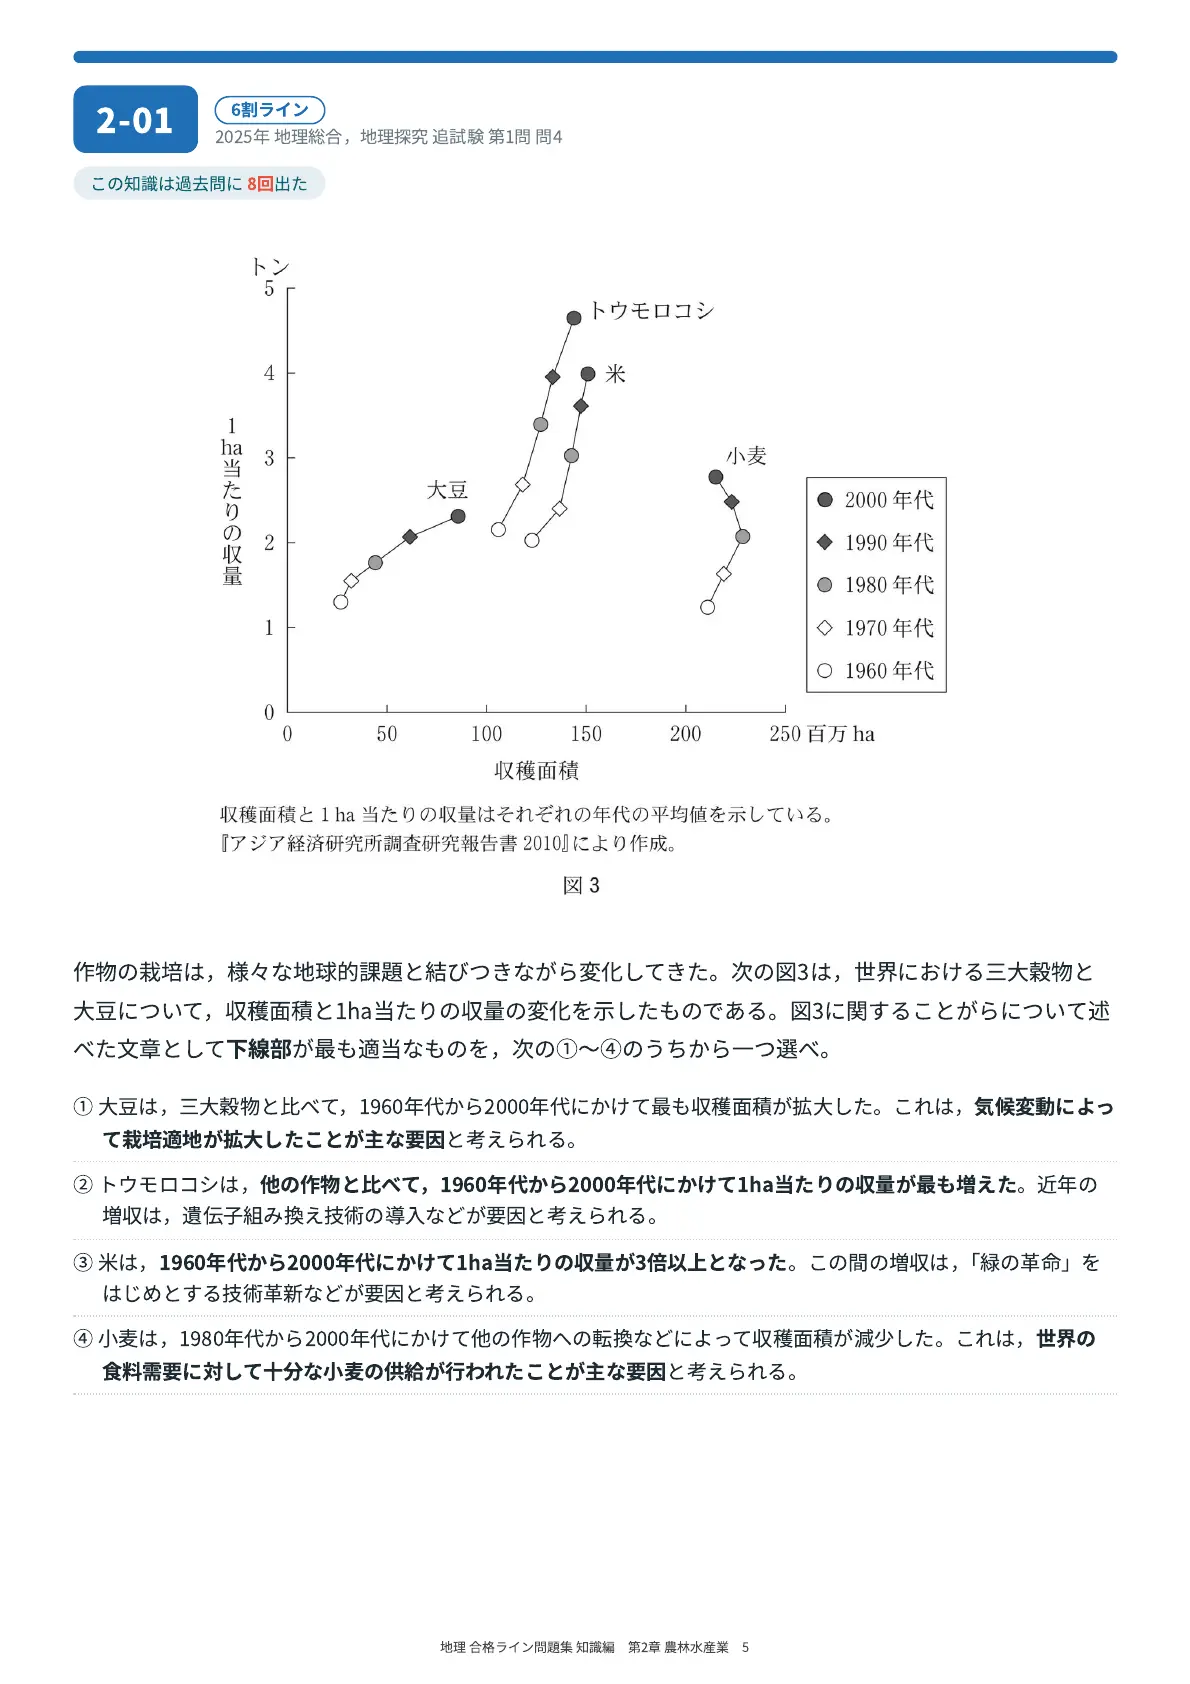 2-01
6割ライン
2025年 地理総合，地理探究 追試験 第1問 問4
この知識は過去問に 8回出た
トン
5
4
3
2
1
0
1ha当たりの収量
トウモロコシ
米
小麦
大豆
2000年代
1990年代
1980年代
1970年代
1960年代
0 50 100 150 200 250 百万 ha
収穫面積
収穫面積と1ha 当たりの収量はそれぞれの年代の平均値を示している。
『アジア経済研究所調査研究報告書 2010』により作成。
図 3
作物の栽培は，様々な地球的課題と結びつきながら変化してきた。次の図3は，世界における三大穀物と
大豆について，収穫面積と1ha当たりの収量の変化を示したものである。図3に関することがらについて述
べた文章として下線部が最も適当なものを，次の①～④のうちから一つ選べ。
① 大豆は，三大穀物と比べて，1960年代から2000年代にかけて最も収穫面積が拡大した。これは，気候変動によっ
て栽培適地が拡大したことが主な要因と考えられる。
② トウモロコシは，他の作物と比べて，1960年代から2000年代にかけて1ha当たりの収量が最も増えた。近年の
増収は，遺伝子組み換え技術の導入などが要因と考えられる。
③ 米は，1960年代から2000年代にかけて1ha当たりの収量が3倍以上となった。この間の増収は，「緑の革命」を
はじめとする技術革新などが要因と考えられる。
④ 小麦は，1980年代から2000年代にかけて他の作物への転換などによって収穫面積が減少した。これは，世界の
食料需要に対して十分な小麦の供給が行われたことが主な要因と考えられる。
地理 合格ライン問題集 知識編　第2章 農林水産業　5